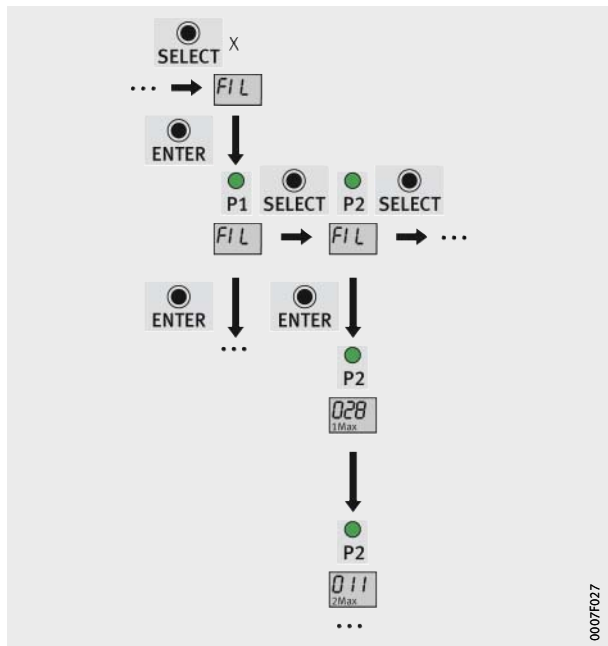 SELECT X
... FIL
ENTER
P1 SELECT P2 SELECT
FIL FIL ...
ENTER ENTER
...
P2
028
1Max
P2
011
2Max
...
0007F027